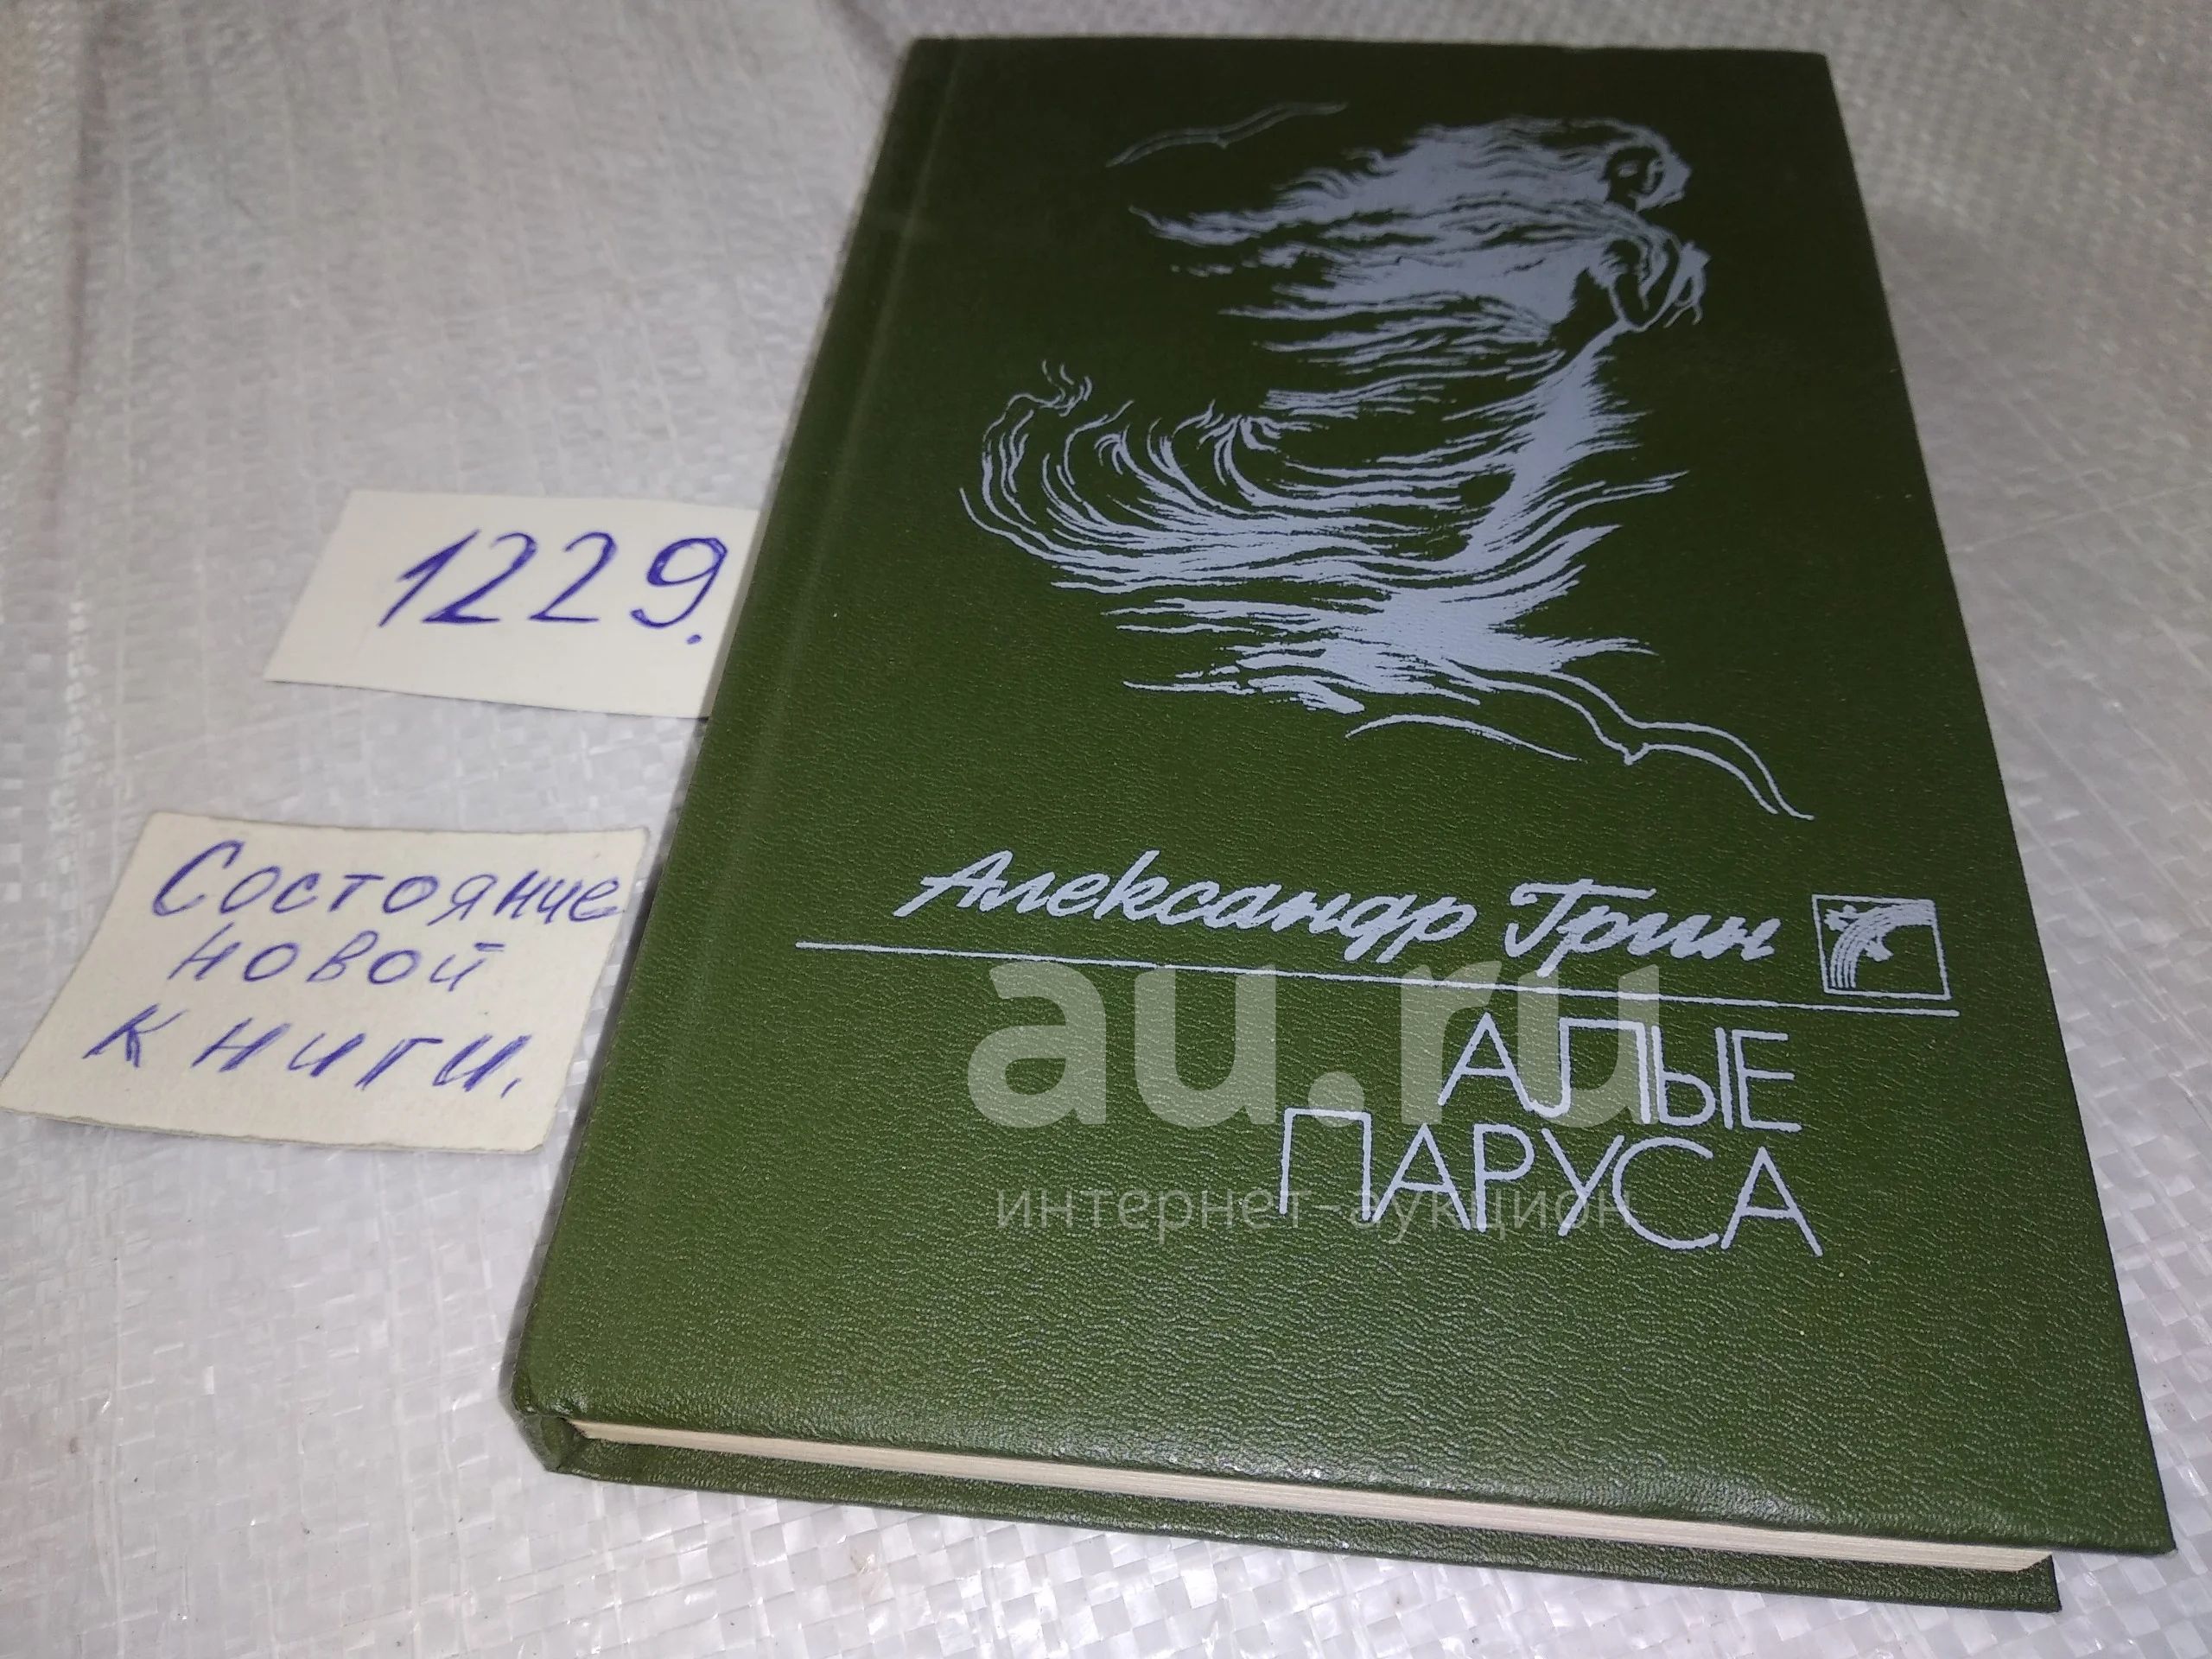 1229.
Состояние
новой
книги.
Александр Грин
АЛЫЕ
ПАРУСА
au.ru
интернет-аукцион